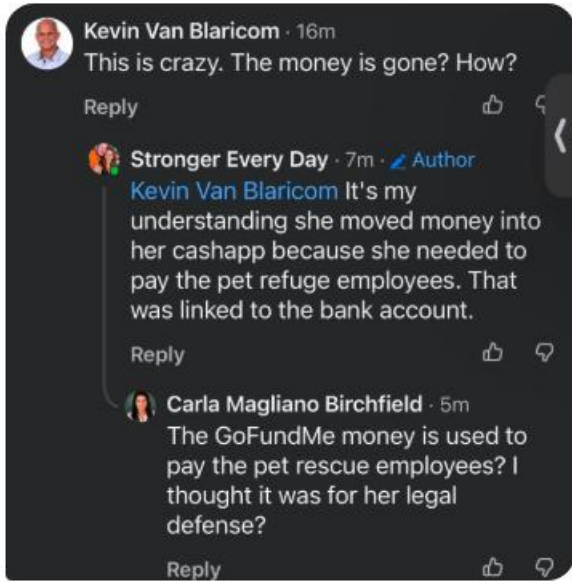 Kevin Van Blaricom · 16m
This is crazy. The money is gone? How?
Reply
Stronger Every Day · 7m · Author
Kevin Van Blaricom It's my
understanding she moved money into
her cashapp because she needed to
pay the pet refuge employees. That
was linked to the bank account.
Reply
Carla Magliano Birchfield · 5m
The GoFundMe money is used to
pay the pet rescue employees? I
thought it was for her legal
defense?
Reply